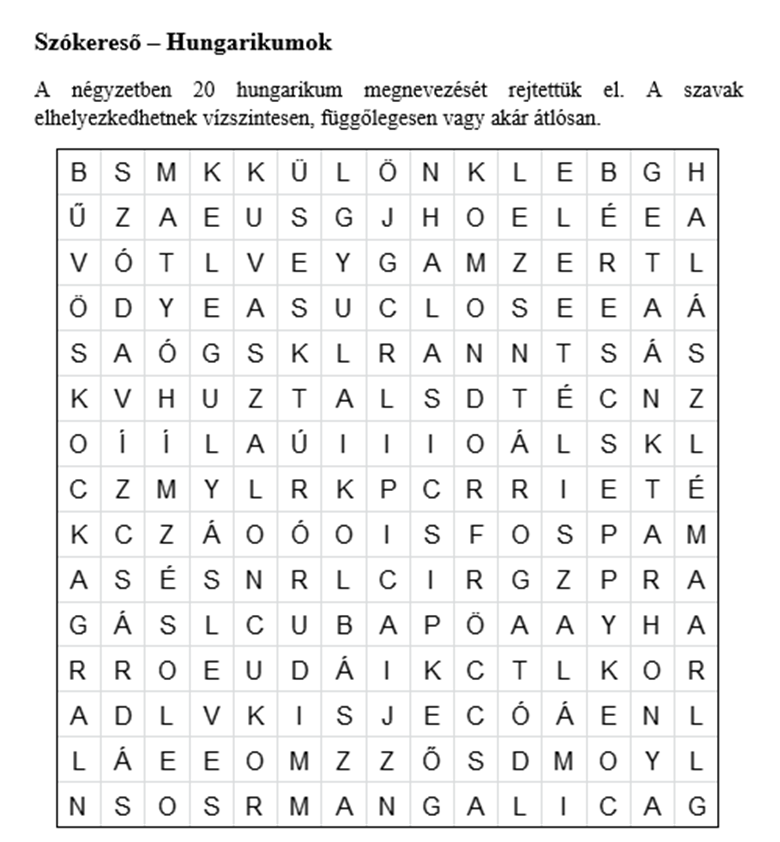 Szókereső – Hungarikumok
A négyzetben 20 hungarikum megnevezését rejtettük el. A szavak
elhelyezkedhetnek vízszintesen, függőlegesen vagy akár átlósan.
B S M K K Ü L Ö N K L E B G H
Ű Z A E U S G J H O E L É E A
V Ó T L V E Y G A M Z E R T L
Ö D Y E A S U C L O S E E A Á
S A Ó G S K L R A N N T S Á S
K V H U Z T A L S D T É C N Z
O Í Í L A Ú I I I O Á L S K L
C Z M Y L R K P C R R I E T É
K C Z Á O Ó O I S F O S P A M
A S É S N R L C I R G Z P R A
G Á S L C U B A P Ö A A Y H A
R R O E U D Á I K C T L K O R
A D L V K I S J E C Ó Á E N L
L Á E E O M Z Z Ő S D M O Y L
N S O S R M A N G A L I C A G